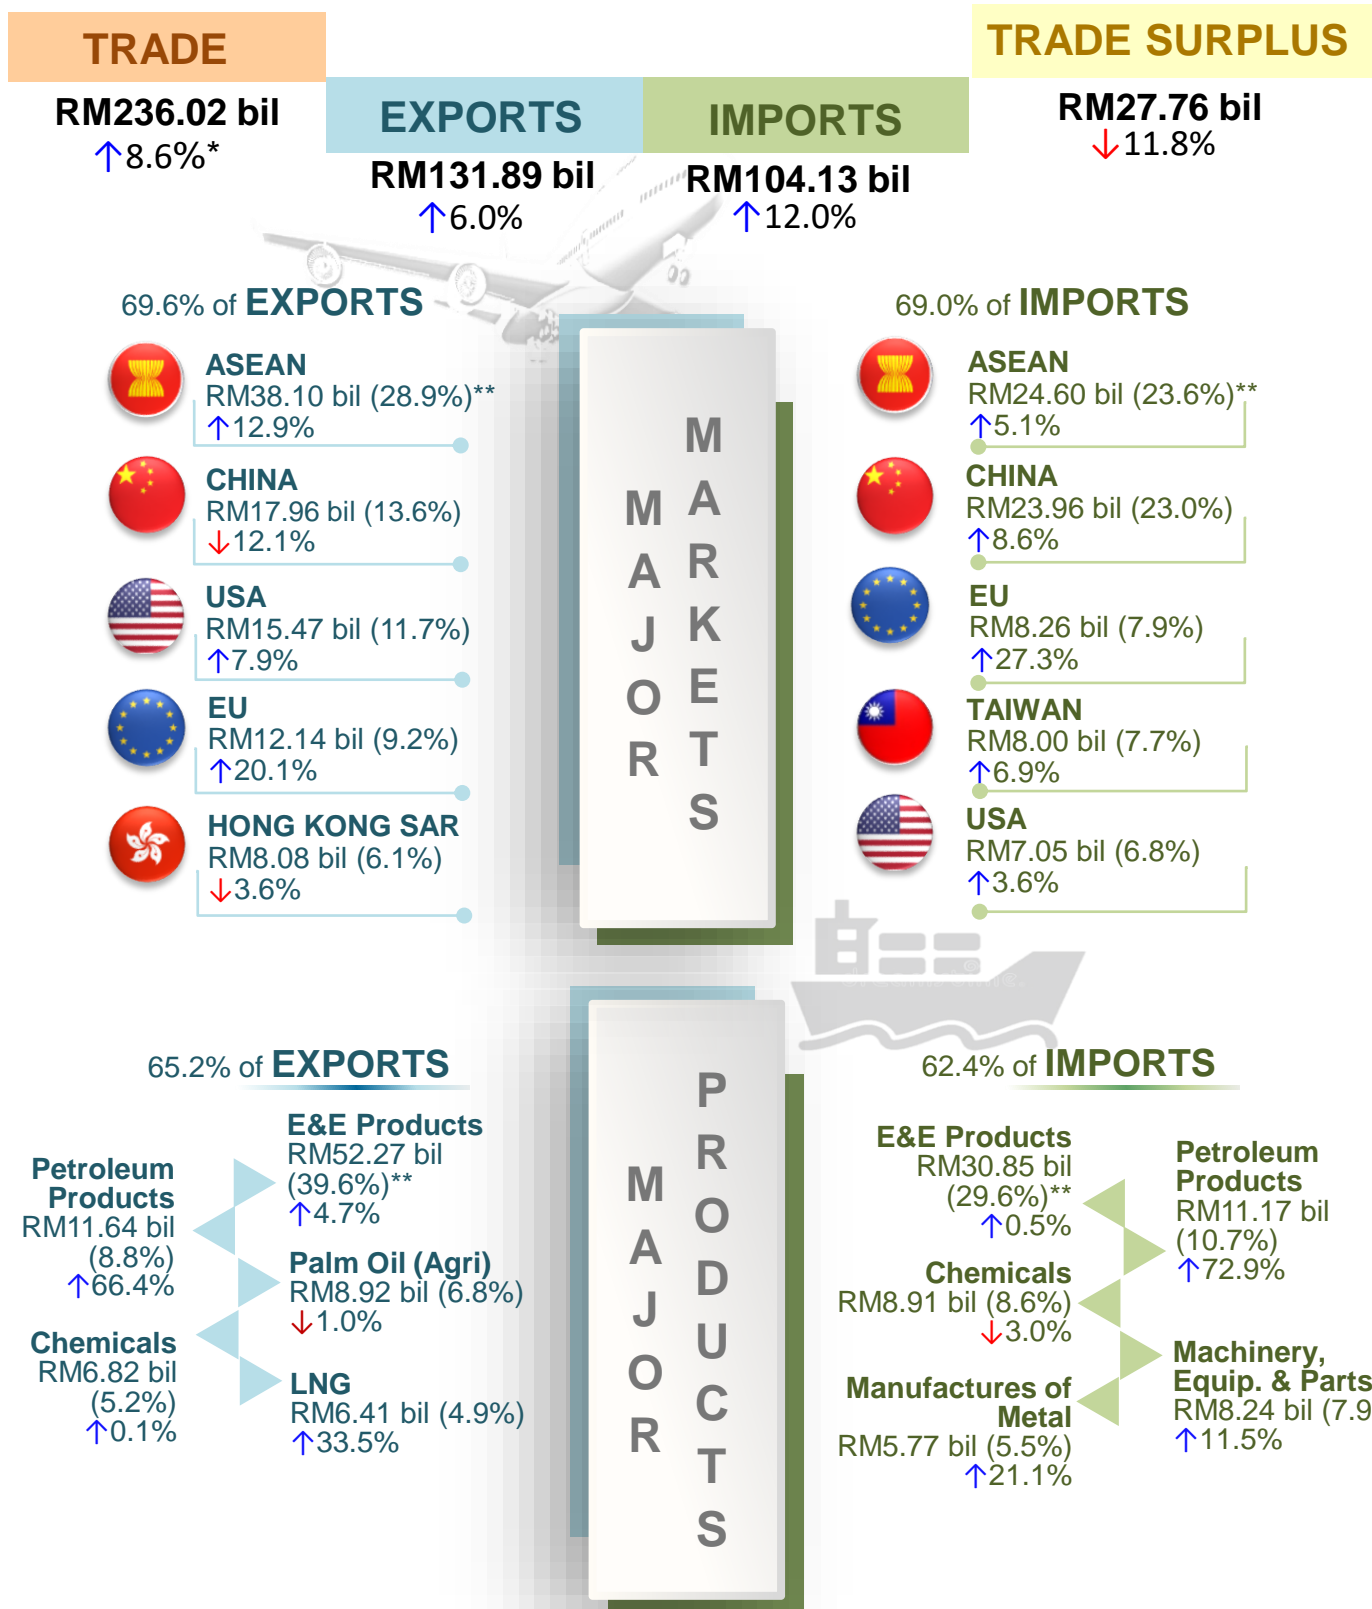 TRADE
RM236.02 bil
↑8.6%*
EXPORTS
RM131.89 bil
↑6.0%
IMPORTS
RM104.13 bil
↑12.0%
TRADE SURPLUS
RM27.76 bil
↓11.8%
69.6% of EXPORTS
ASEAN
RM38.10 bil (28.9%)**
↑12.9%
CHINA
RM17.96 bil (13.6%)
↓12.1%
USA
RM15.47 bil (11.7%)
↑7.9%
EU
RM12.14 bil (9.2%)
↑20.1%
HONG KONG SAR
RM8.08 bil (6.1%)
↓3.6%
MAJOR
MARKETS
69.0% of IMPORTS
ASEAN
RM24.60 bil (23.6%)**
↑5.1%
CHINA
RM23.96 bil (23.0%)
↑8.6%
EU
RM8.26 bil (7.9%)
↑27.3%
TAIWAN
RM8.00 bil (7.7%)
↑6.9%
USA
RM7.05 bil (6.8%)
↑3.6%
65.2% of EXPORTS
E&E Products
RM52.27 bil
(39.6%)**
↑4.7%
Petroleum
Products
RM11.64 bil
(8.8%)
↑66.4%
Palm Oil (Agri)
RM8.92 bil (6.8%)
↓1.0%
Chemicals
RM6.82 bil
(5.2%)
↑0.1%
LNG
RM6.41 bil (4.9%)
↑33.5%
MAJOR
PRODUCTS
62.4% of IMPORTS
E&E Products
RM30.85 bil
(29.6%)**
↑0.5%
Petroleum
Products
RM11.17 bil
(10.7%)
↑72.9%
Chemicals
RM8.91 bil (8.6%)
↓3.0%
Machinery,
Equip. & Parts
RM8.24 bil (7.9
↑11.5%
Manufactures of
Metal
RM5.77 bil (5.5%)
↑21.1%